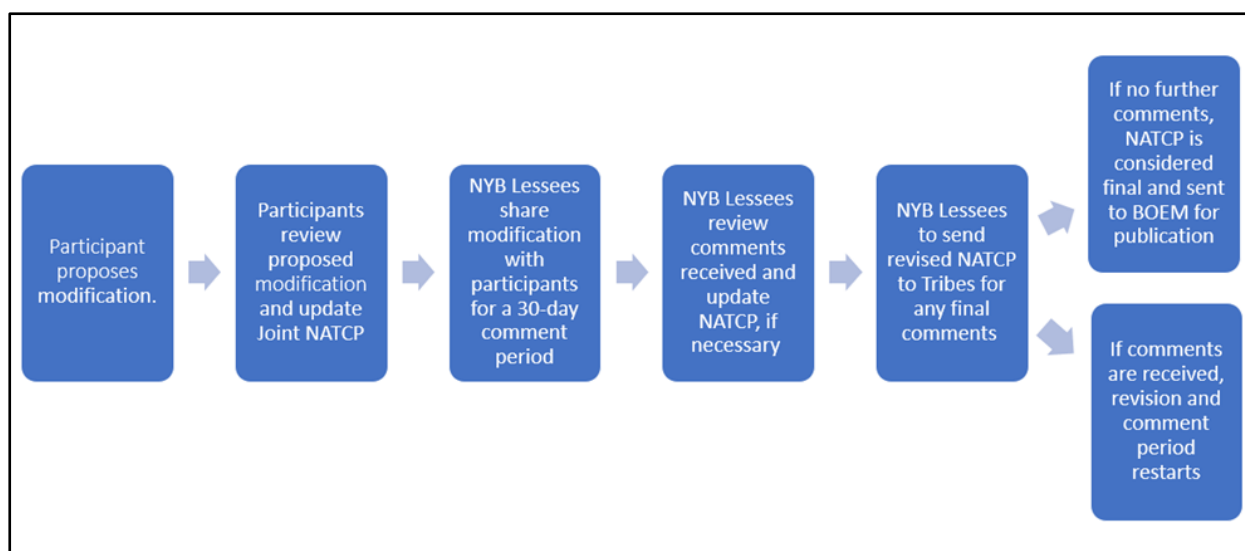 Participant
proposes
modification.
Participants
review
proposed
modification
and update
Joint NATCP
NYB Lessees
share
modification
with
participants
for a 30-day
comment
period
NYB Lessees
review
comments
received and
update
NATCP, if
necessary
NYB Lessees
to send
revised NATCP
to Tribes for
any final
comments
If no further
comments,
NATCP is
considered
final and sent
to BOEM for
publication
If comments
are received,
revision and
comment
period
restarts